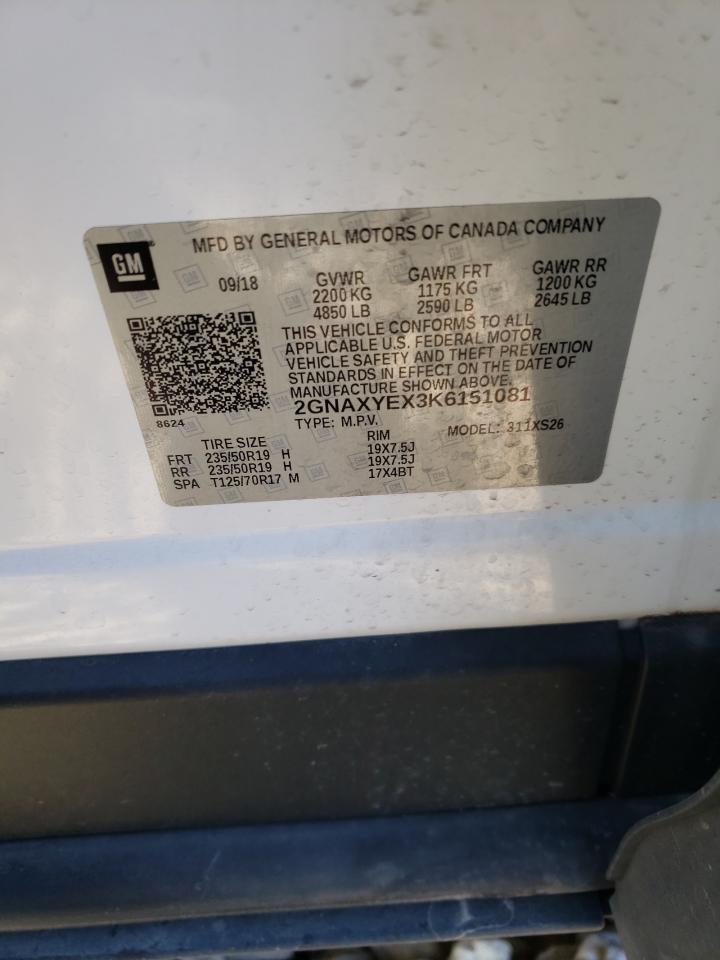 GM
MFD BY GENERAL MOTORS OF CANADA COMPANY
09/18 GVWR GAWR FRT GAWR RR
2200 KG 1175 KG 1200 KG
4850 LB 2590 LB 2645 LB
THIS VEHICLE CONFORMS TO ALL
APPLICABLE U.S. FEDERAL MOTOR
VEHICLE SAFETY AND THEFT PREVENTION
STANDARDS IN EFFECT ON THE DATE OF
MANUFACTURE SHOWN ABOVE.
2GNAXYEX3K6151081
8624
TYPE: M.P.V. MODEL: 311XS26
TIRE SIZE RIM
FRT 235/50R19 H 19X7.5J
RR 235/50R19 H 19X7.5J
SPA T125/70R17 M 17X4BT